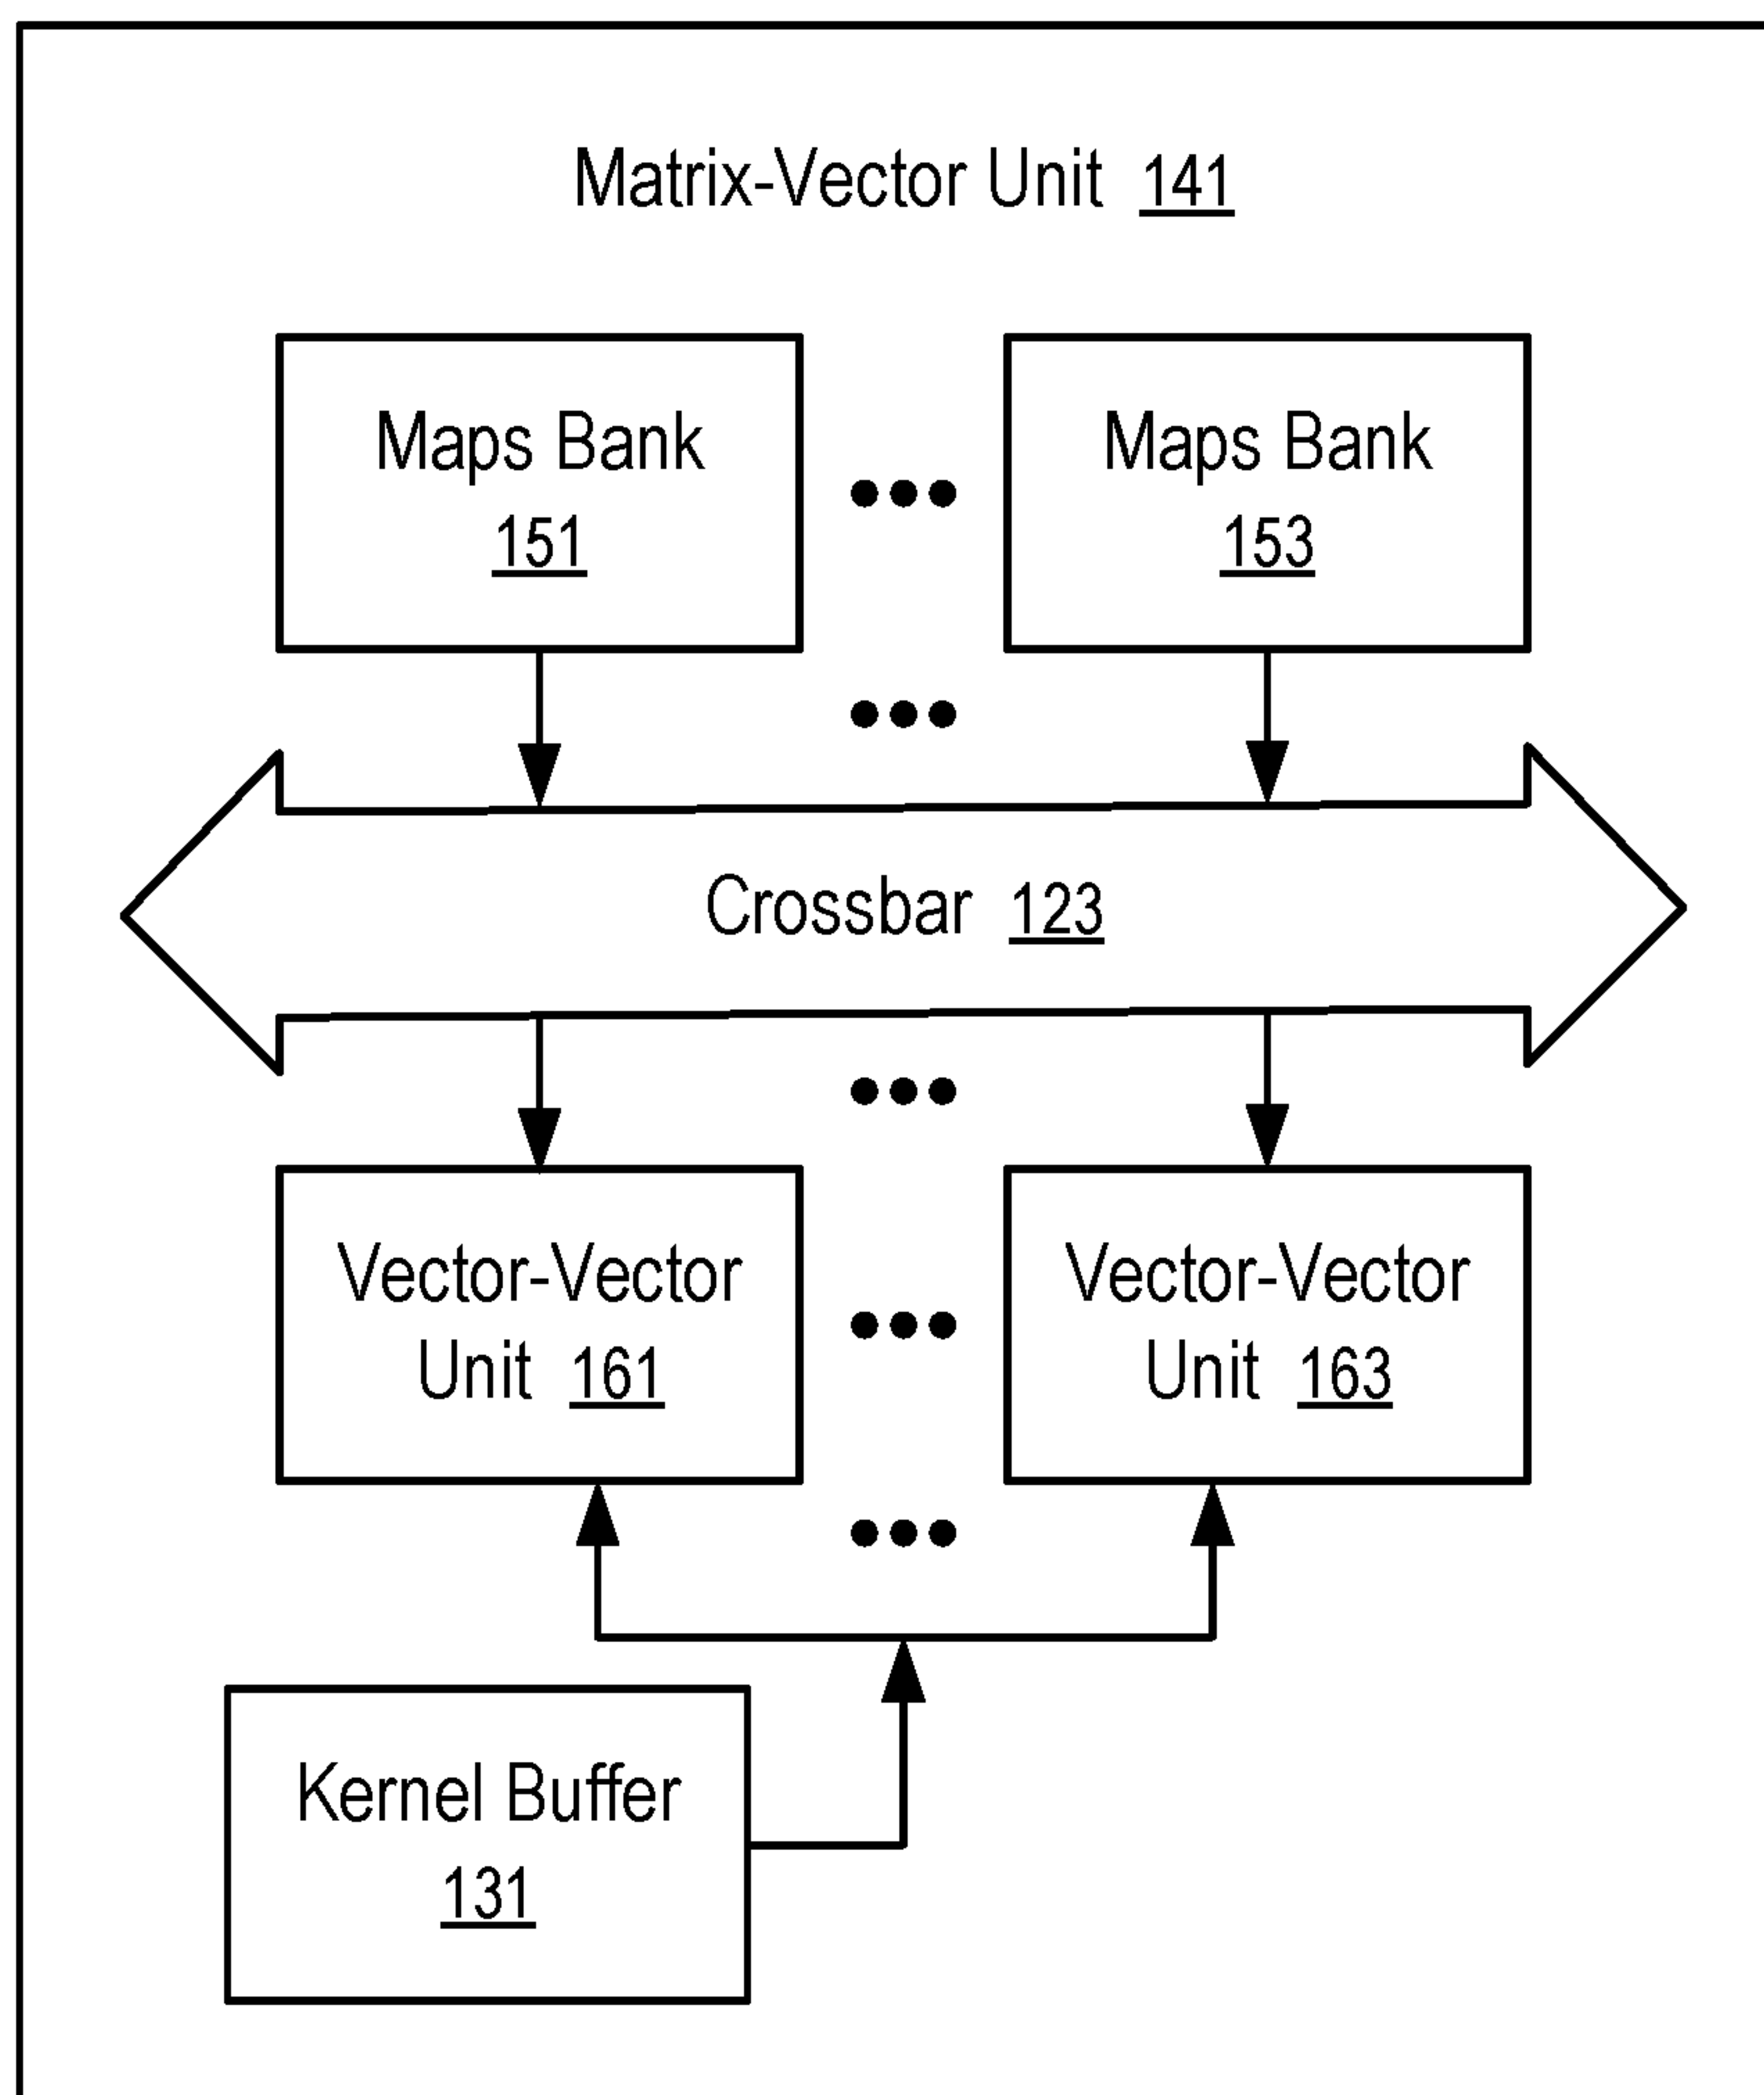 Matrix-Vector Unit 141
Maps Bank
151
Maps Bank
153
Crossbar 123
Vector-Vector
Unit 161
Vector-Vector
Unit 163
Kernel Buffer
131